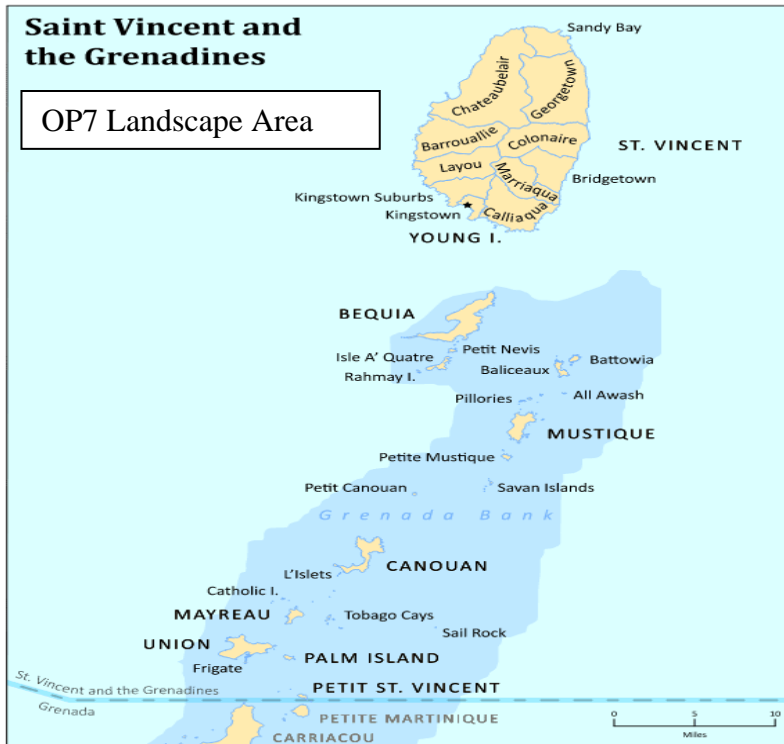 Saint Vincent and
the Grenadines
OP7 Landscape Area
Sandy Bay
Chateaubelair
Georgetown
Barrouallie
Colonaire
ST. VINCENT
Layou
Marriaqua
Bridgetown
Kingstown Suburbs
Kingstown
Calliaqua
YOUNG I.
BEQUIA
Petit Nevis
Isle A' Quatre
Battowia
Baliceaux
Rahmay I.
All Awash
Pillories
MUSTIQUE
Petite Mustique
Petit Canouan
Savan Islands
Grenada Bank
CANOUAN
L'Islets
Catholic I.
MAYREAU
Tobago Cays
Sail Rock
UNION
PALM ISLAND
Frigate
St. Vincent and the Grenadines
PETIT ST. VINCENT
Grenada
PETITE MARTINIQUE
CARRIACOU
0 5 10
Miles